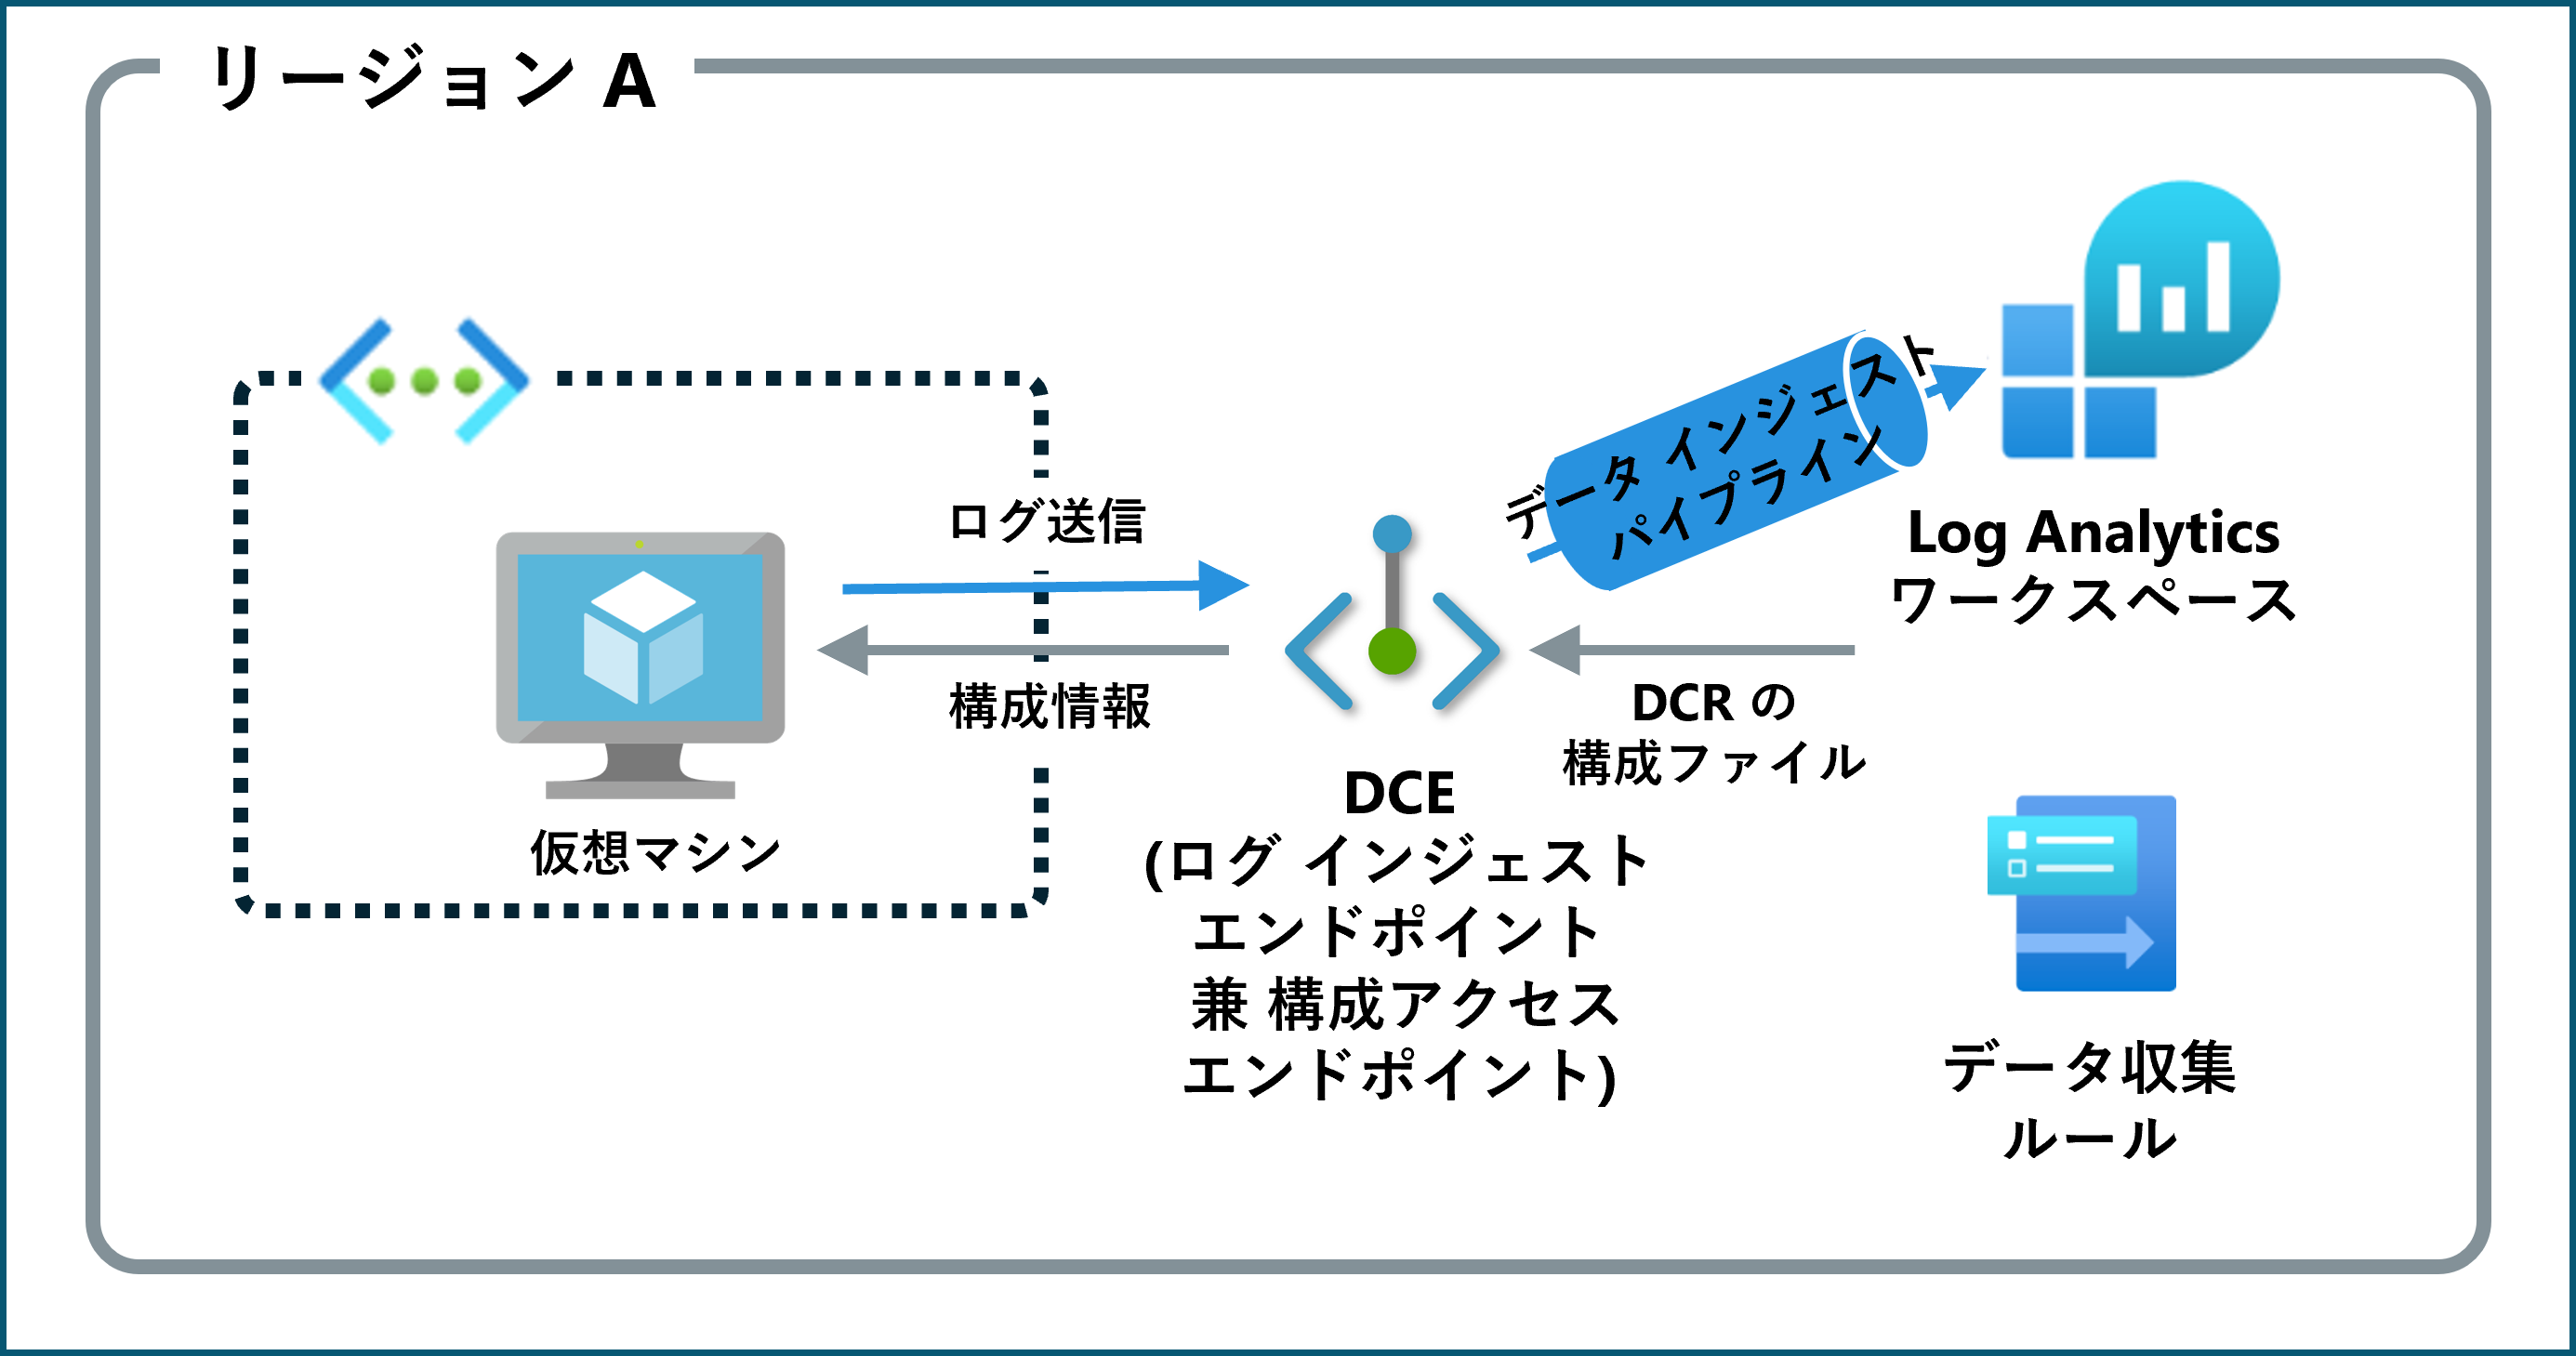 リージョン A
ログ送信
構成情報
仮想マシン
データ インジェスト
パイプライン
Log Analytics
ワークスペース
DCR の
構成ファイル
DCE
(ログ インジェスト
エンドポイント
兼 構成アクセス
エンドポイント)
データ収集
ルール